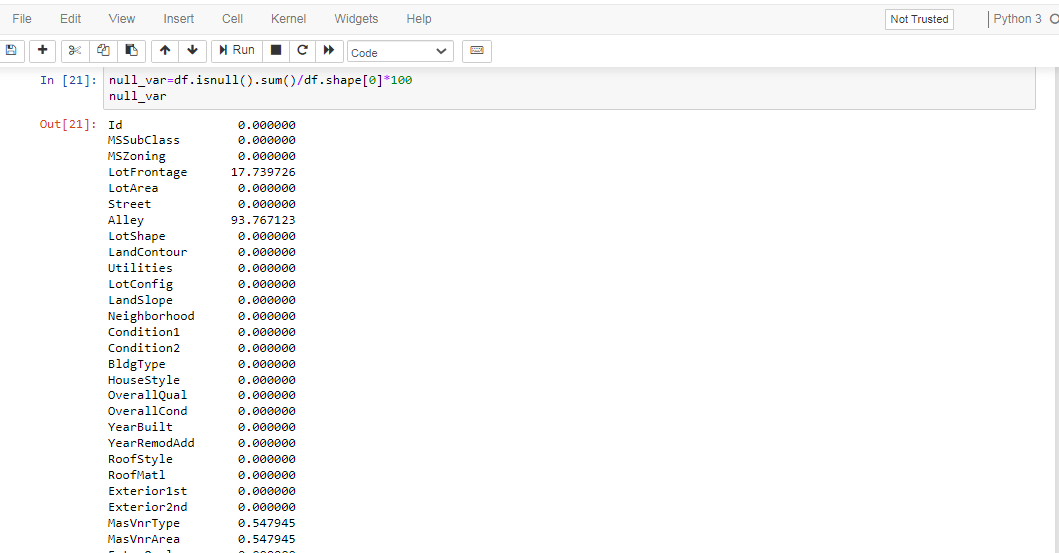 File Edit View Insert Cell Kernel Widgets Help Not Trusted Python 3
Run Code
In [21]: null_var=df.isnull().sum()/df.shape[0]*100
null_var
Out[21]: Id 0.000000
MSSubClass 0.000000
MSZoning 0.000000
LotFrontage 17.739726
LotArea 0.000000
Street 0.000000
Alley 93.767123
LotShape 0.000000
LandContour 0.000000
Utilities 0.000000
LotConfig 0.000000
LandSlope 0.000000
Neighborhood 0.000000
Condition1 0.000000
Condition2 0.000000
BldgType 0.000000
HouseStyle 0.000000
OverallQual 0.000000
OverallCond 0.000000
YearBuilt 0.000000
YearRemodAdd 0.000000
RoofStyle 0.000000
RoofMatl 0.000000
Exterior1st 0.000000
Exterior2nd 0.000000
MasVnrType 0.547945
MasVnrArea 0.547945